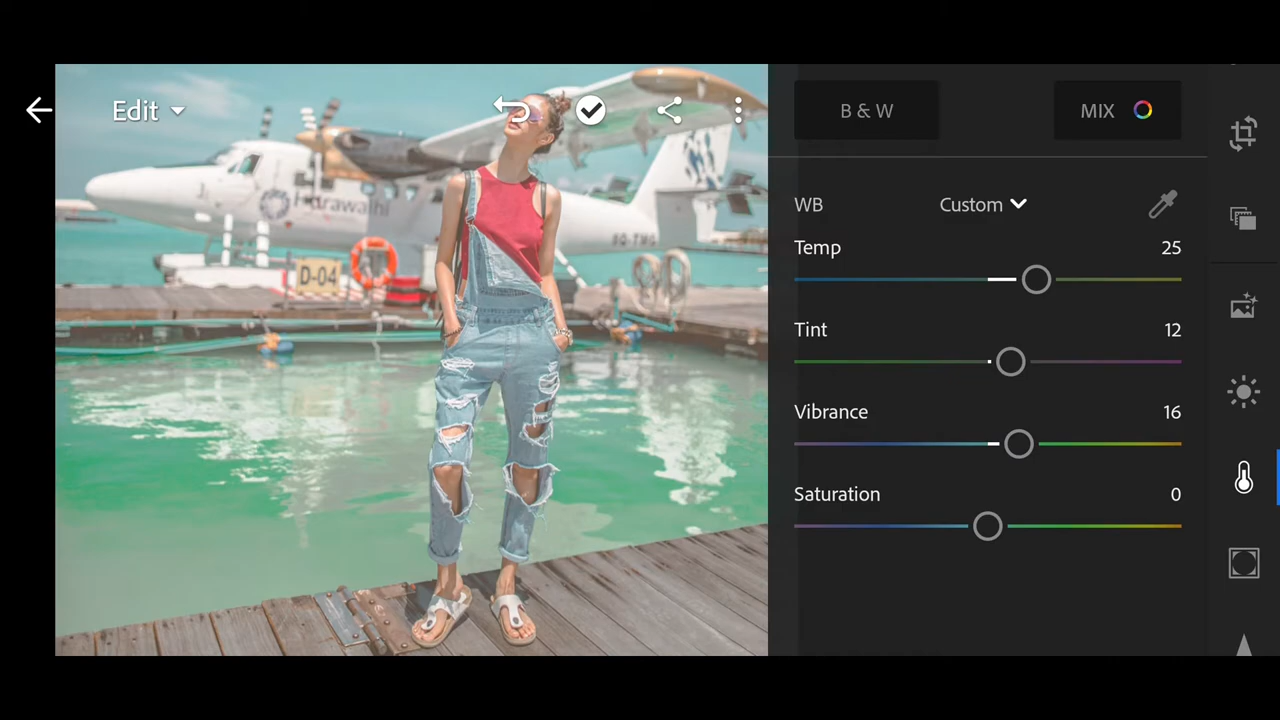 Edit
B & W
MIX
WB
Custom
Temp
25
Tint
12
Vibrance
16
Saturation
0
D-04